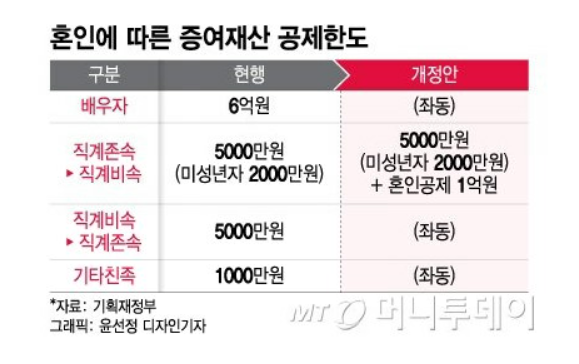 혼인에 따른 증여재산 공제한도
구분 현행 개정안
배우자 6억원 (좌동)
직계존속
▶ 직계비속
5000만원
(미성년자 2000만원)
5000만원
(미성년자 2000만원)
+ 혼인공제 1억원
직계비속
▶ 직계존속
5000만원 (좌동)
기타친족 1000만원 (좌동)
*자료: 기획재정부
그래픽: 윤선정 디자인기자
MT 머니투데이